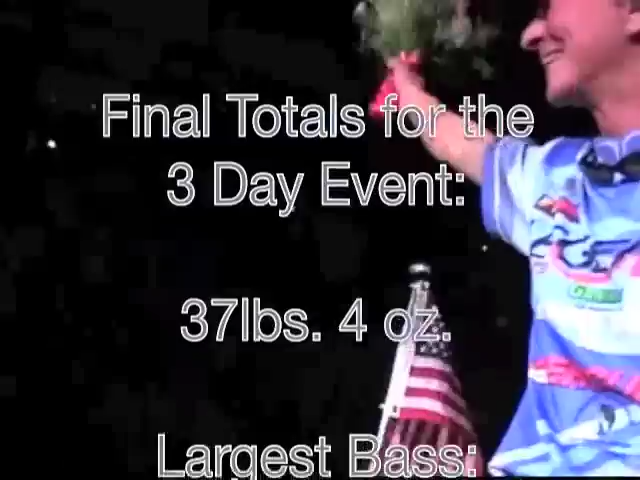 Final Totals for the
3 Day Event:
37lbs. 4 oz.
Largest Bass: